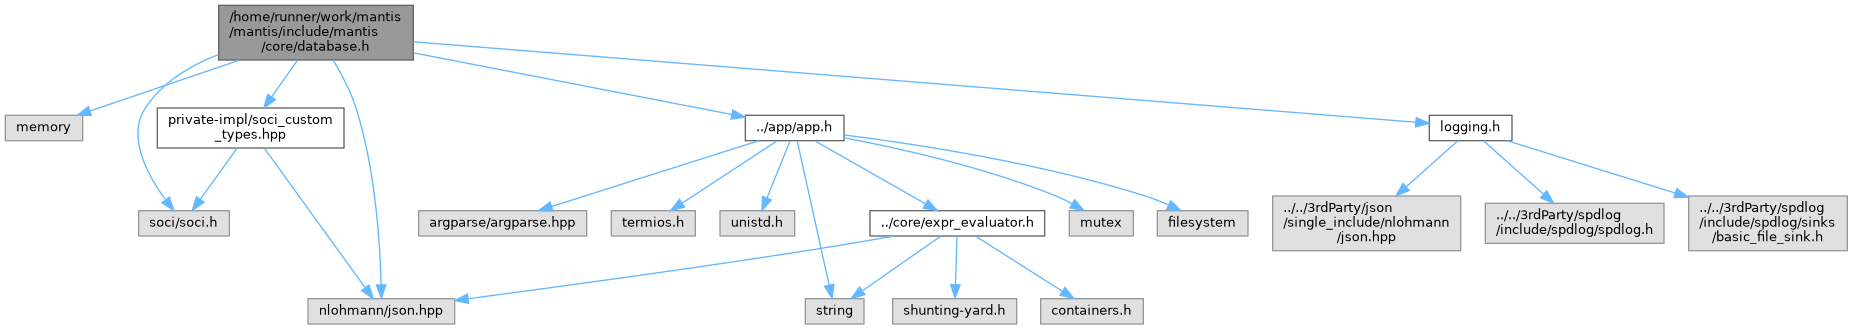 /home/runner/work/mantis
/mantis/include/mantis
/core/database.h
memory
private-impl/soci_custom
_types.hpp
../app/app.h
logging.h
soci/soci.h
argparse/argparse.hpp
termios.h
unistd.h
../core/expr_evaluator.h
mutex
filesystem
../../3rdParty/json
/single_include/nlohmann
/json.hpp
../../3rdParty/spdlog
/include/spdlog/spdlog.h
../../3rdParty/spdlog
/include/spdlog/sinks
/basic_file_sink.h
nlohmann/json.hpp
string
shunting-yard.h
containers.h